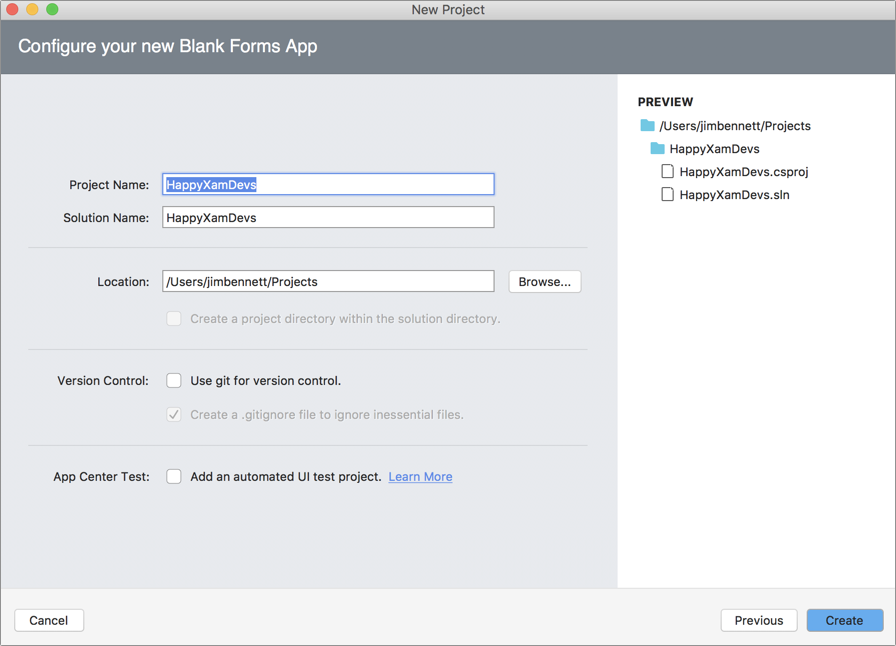 New Project
Configure your new Blank Forms App
Project Name: HappyXamDevs
Solution Name: HappyXamDevs
Location: /Users/jimbennett/Projects Browse...
Create a project directory within the solution directory.
Version Control: Use git for version control.
Create a .gitignore file to ignore inessential files.
App Center Test: Add an automated UI test project. Learn More
PREVIEW
/Users/jimbennett/Projects
HappyXamDevs
HappyXamDevs.csproj
HappyXamDevs.sln
Cancel Previous Create